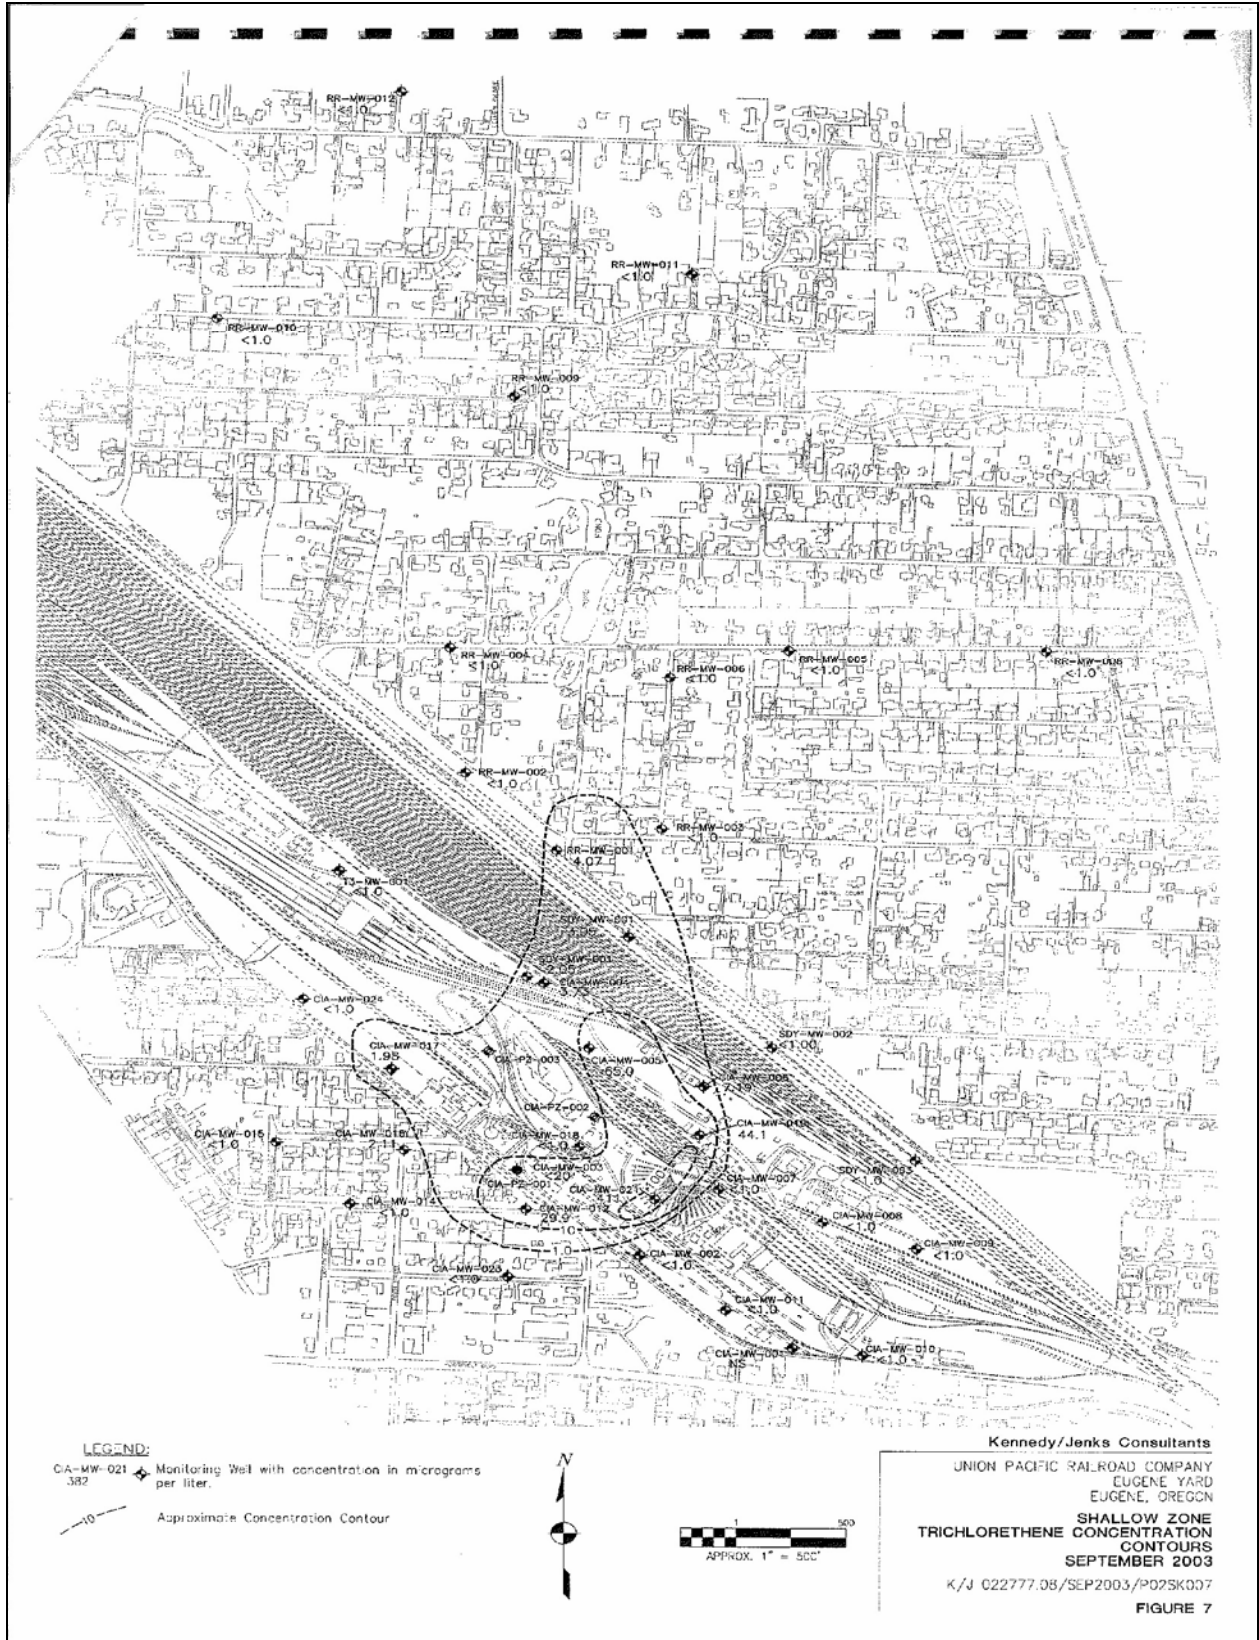 RR-MW-012
<1.0
RR-MW-011
<1.0
RR-MW-010
<1.0
RR-MW-009
<1.0
RR-MW-004
<1.0
RR-MW-006
<1.0
RR-MW-005
<1.0
<1.0
RR-MW-002
<1.0
RR-MW-003
RR-MW-001
4.07
T3-MW-001
<1.0
SDY-MW-001
CIA-MW-024
<1.0
SDY-MW-002
<1.00
CIA-MW-017
1.98
CIA-PZ-003
CIA-MW-005
65.0
CIA-PZ-002
44.1
CIA-MW-015
<1.0
CIA-MW-018
CIA-MW-003
<20
CIA-PZ-001
CIA-MW-021
CIA-MW-007
<1.0
<1.0
CIA-MW-014
CIA-MW-012
29.9
CIA-MW-008
<1.0
10
1.0
CIA-MW-002
<1.0
CIA-MW-009
<1.0
CIA-MW-023
<1.0
CIA-MW-011
<1.0
NS
CIA-MW-010
<1.0
LEGEND:
CIA-MW-021 Monitoring Well with concentration in micrograms
382 per liter.
10 Approximate Concentration Contour
N
1 500
APPROX. 1" = 500'
Kennedy/Jenks Consultants
UNION PACIFIC RAILROAD COMPANY
EUGENE YARD
EUGENE, OREGON
SHALLOW ZONE
TRICHLORETHENE CONCENTRATION
CONTOURS
SEPTEMBER 2003
K/J 022777.08/SEP2003/P02SK007
FIGURE 7